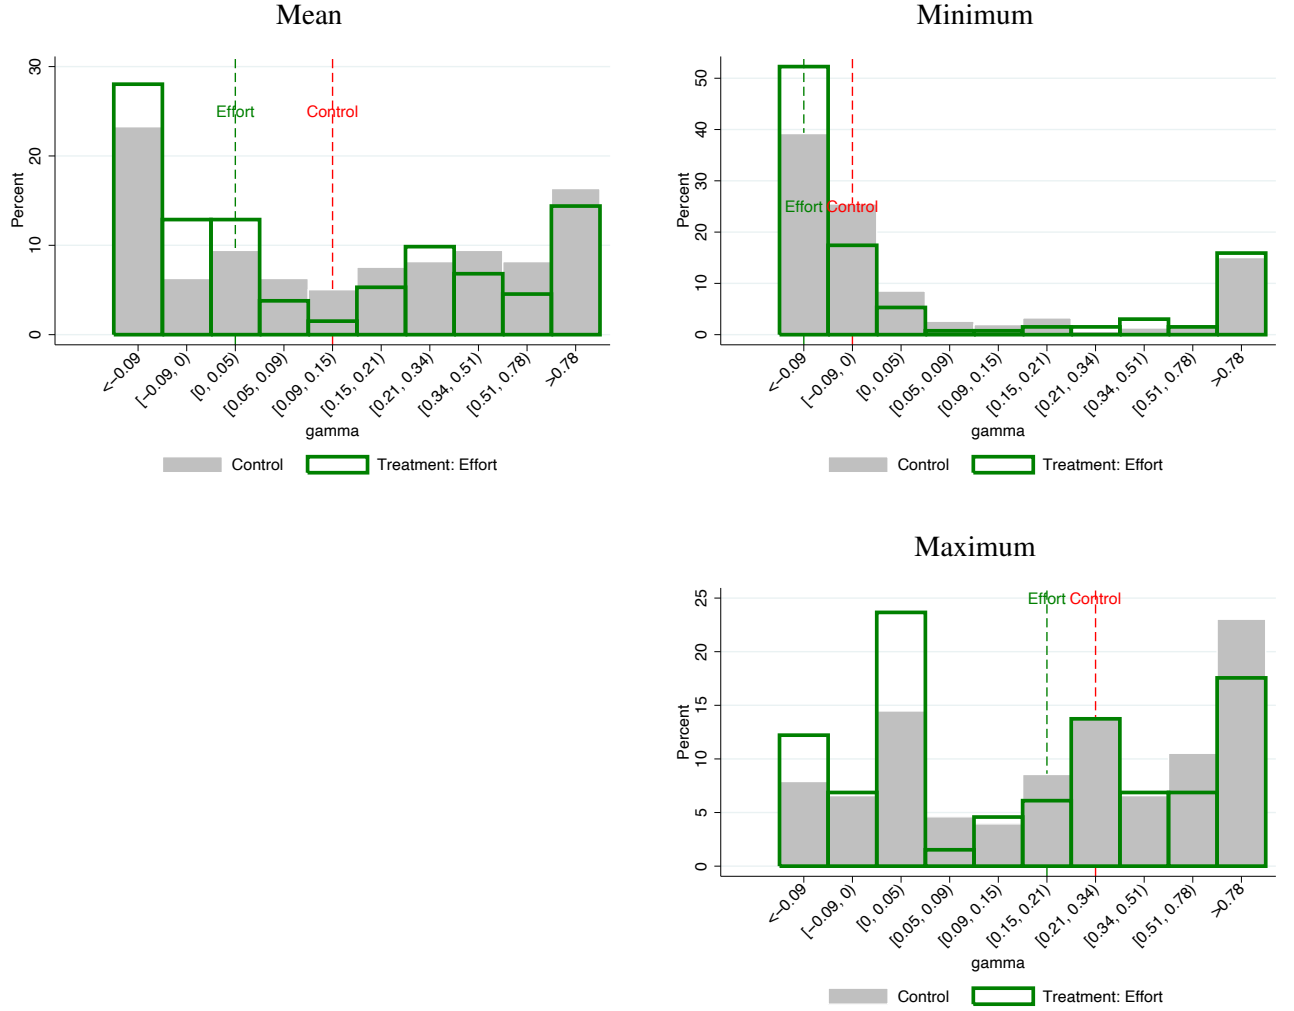 Mean
30
20
10
0
Percent
Effort
Control
<−0.09
[−0.09, 0)
[0, 0.05)
[0.05, 0.09)
[0.09, 0.15)
[0.15, 0.21)
[0.21, 0.34)
[0.34, 0.51)
[0.51, 0.78)
>0.78
gamma
Control
Treatment: Effort
Minimum
50
40
30
20
10
0
Percent
Effort
Control
<−0.09
[−0.09, 0)
[0, 0.05)
[0.05, 0.09)
[0.09, 0.15)
[0.15, 0.21)
[0.21, 0.34)
[0.34, 0.51)
[0.51, 0.78)
>0.78
gamma
Control
Treatment: Effort
Maximum
25
20
15
10
5
0
Percent
Effort
Control
<−0.09
[−0.09, 0)
[0, 0.05)
[0.05, 0.09)
[0.09, 0.15)
[0.15, 0.21)
[0.21, 0.34)
[0.34, 0.51)
[0.51, 0.78)
>0.78
gamma
Control
Treatment: Effort